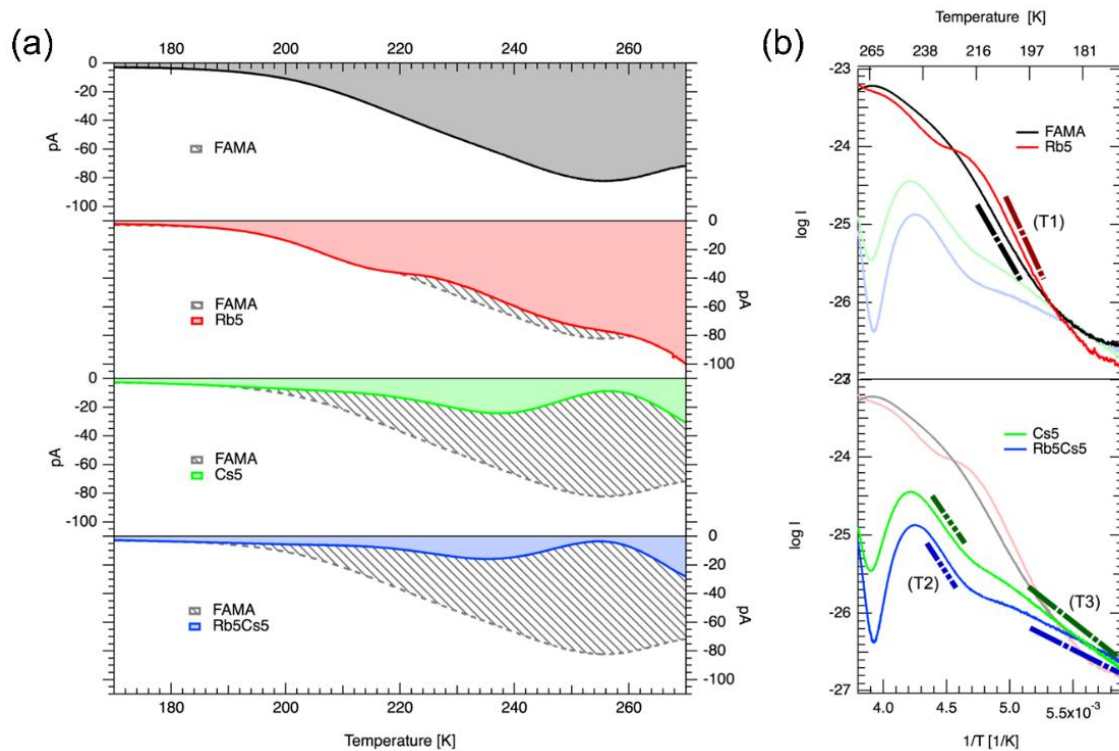 (a)
180 200 220 240 260
0
-20
-40
-60
-80
-100
pA
FAMA
0
-20
-40
-60
-80
-100
pA
FAMA
Rb5
0
-20
-40
-60
-80
-100
pA
FAMA
Cs5
0
-20
-40
-60
-80
-100
pA
FAMA
Rb5Cs5
180 200 220 240 260
Temperature [K]
(b)
Temperature [K]
265 238 216 197 181
-23
-24
-25
-26
log I
FAMA
Rb5
(T1)
-23
-24
-25
-26
-27
log I
Cs5
Rb5Cs5
(T2)
(T3)
4.0 4.5 5.0 5.5x10-3
1/T [1/K]